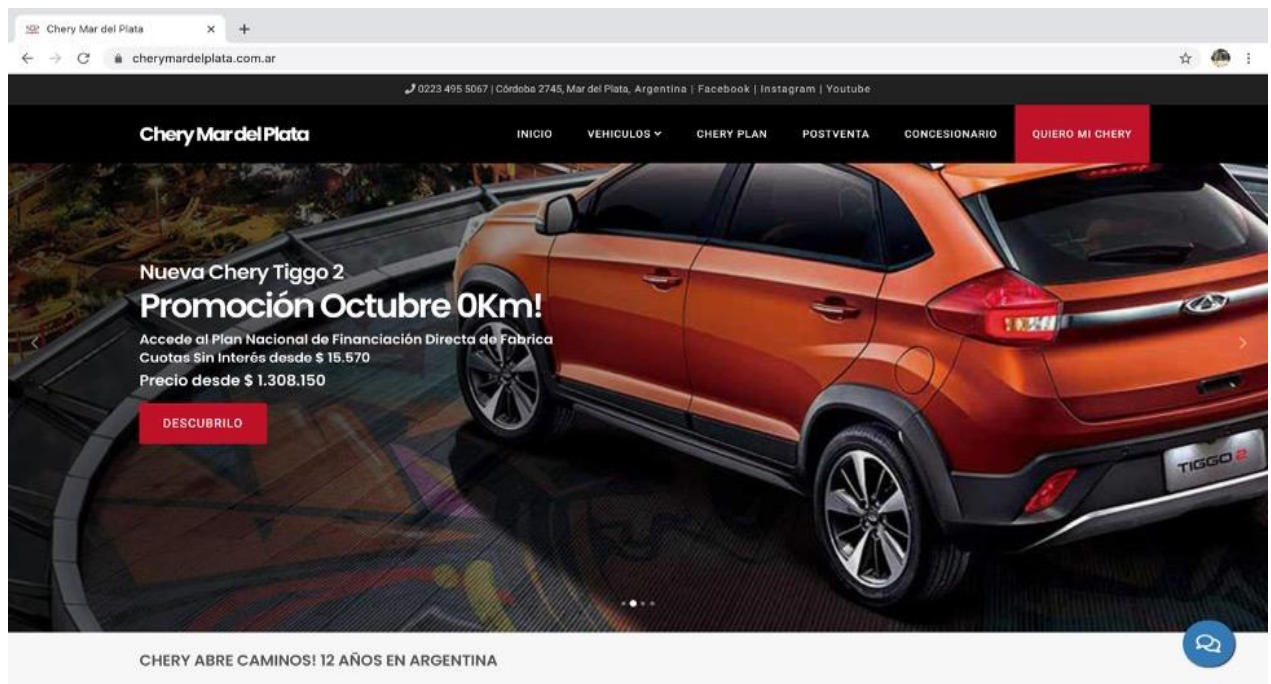 Chery Mar del Plata
cherymardelplata.com.ar
0223 495 5067 | Córdoba 2745, Mar del Plata, Argentina | Facebook | Instagram | Youtube
Chery Mar del Plata
INICIO
VEHICULOS
CHERY PLAN
POSTVENTA
CONCESIONARIO
QUIERO MI CHERY
Nueva Chery Tiggo 2
Promoción Octubre 0Km!
Accede al Plan Nacional de Financiación Directa de Fabrica
Cuotas Sin Interés desde $ 15.570
Precio desde $ 1.308.150
DESCUBRILO
TIGGO 2
CHERY ABRE CAMINOS! 12 AÑOS EN ARGENTINA